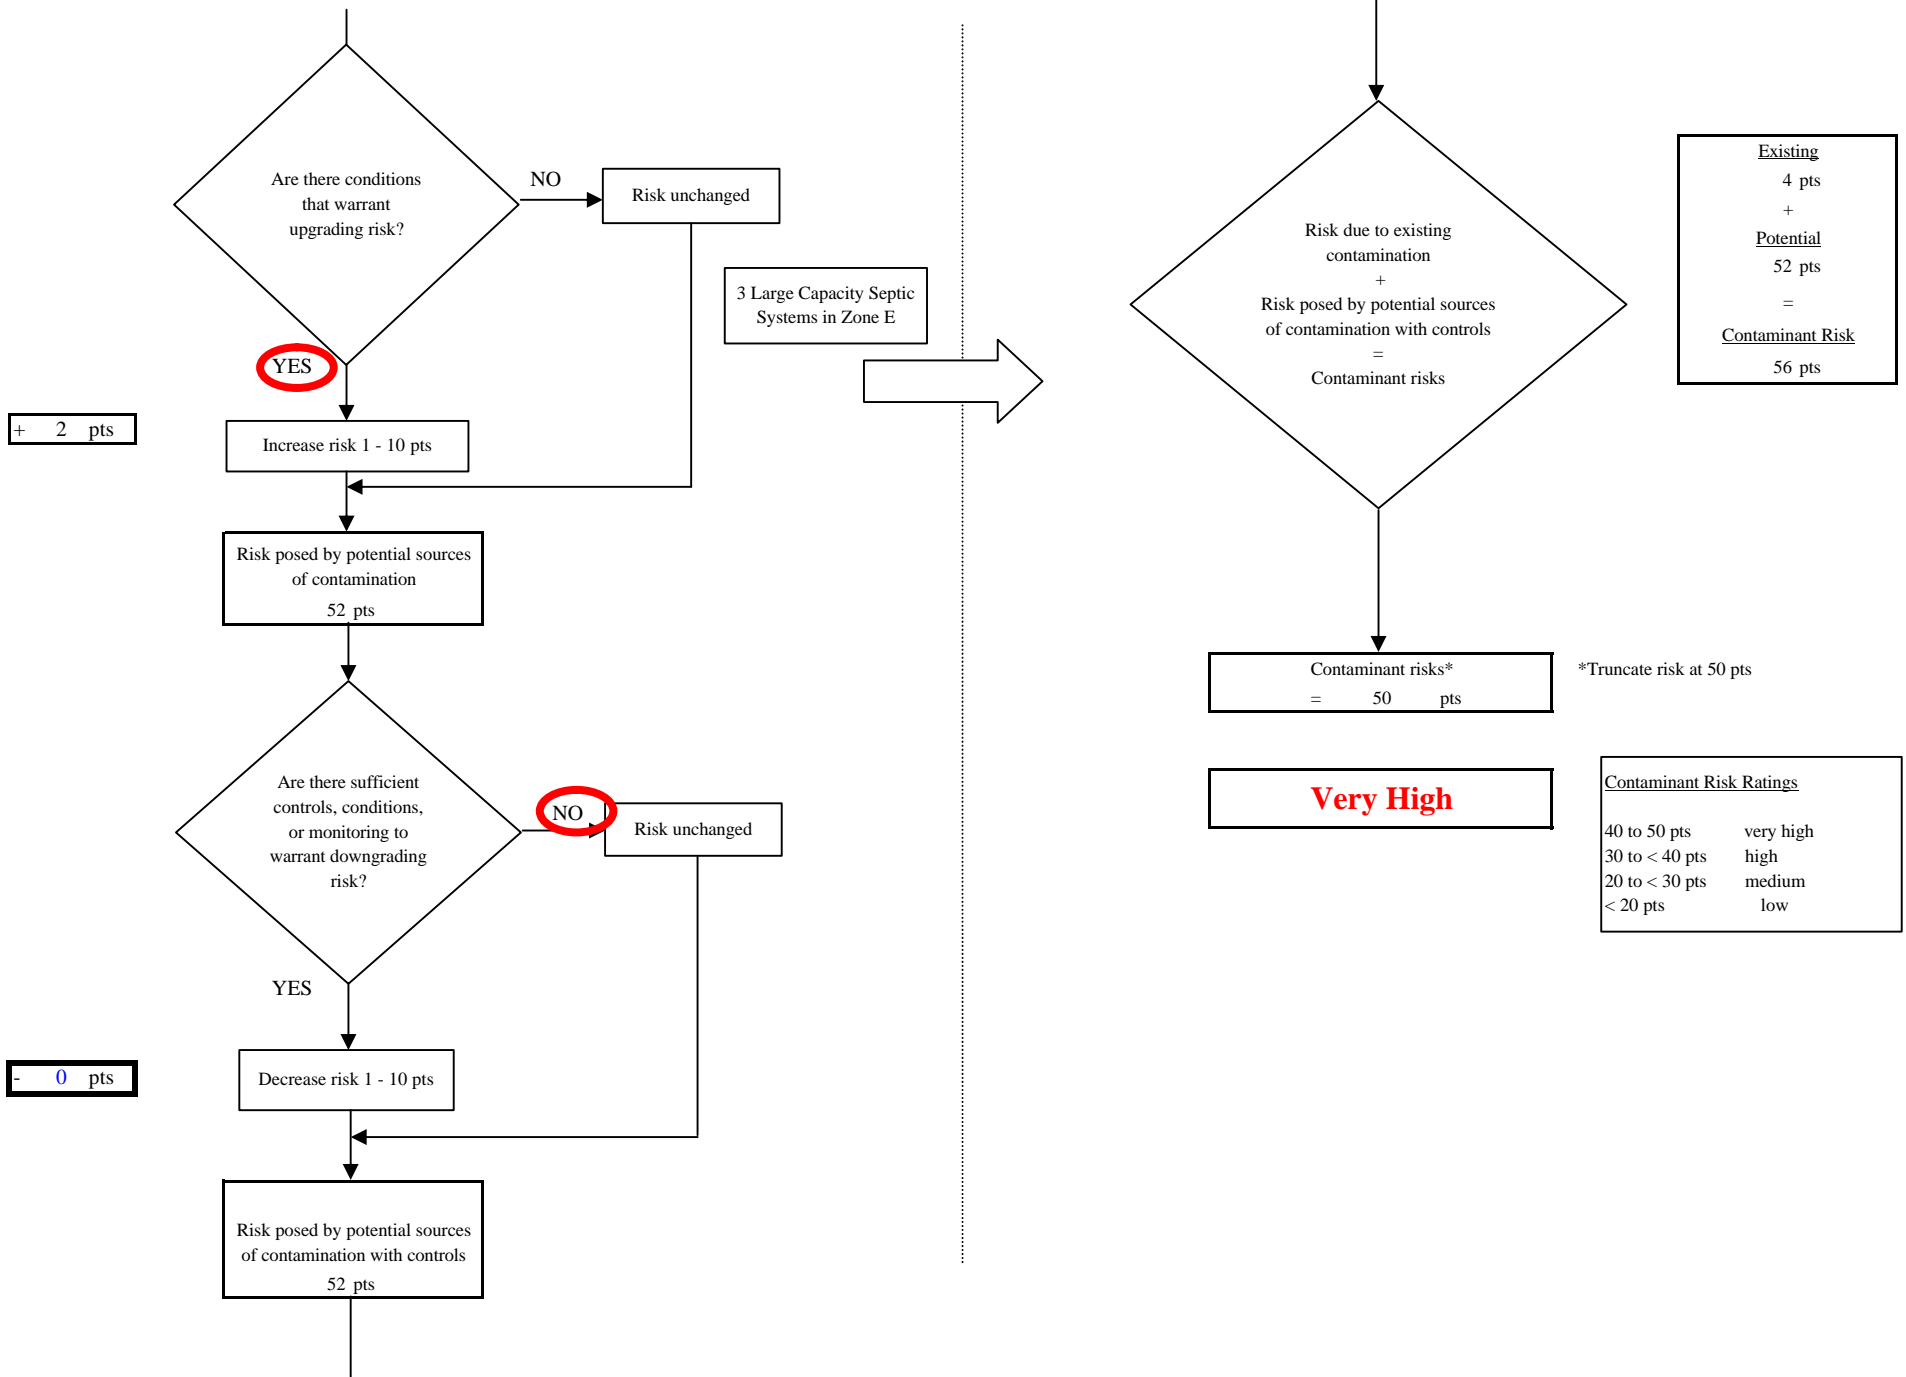 Are there conditions
that warrant
upgrading risk?
NO
Risk unchanged
3 Large Capacity Septic
Systems in Zone E
YES
+ 2 pts
Increase risk 1 - 10 pts
Risk posed by potential sources
of contamination
52 pts
Are there sufficient
controls, conditions,
or monitoring to
warrant downgrading
risk?
NO
Risk unchanged
YES
- 0 pts
Decrease risk 1 - 10 pts
Risk posed by potential sources
of contamination with controls
52 pts
Risk due to existing
contamination
+
Risk posed by potential sources
of contamination with controls
=
Contaminant risks
Existing
4 pts
+
Potential
52 pts
=
Contaminant Risk
56 pts
Contaminant risks*
= 50 pts
*Truncate risk at 50 pts
Very High
Contaminant Risk Ratings
40 to 50 pts very high
30 to < 40 pts high
20 to < 30 pts medium
< 20 pts low